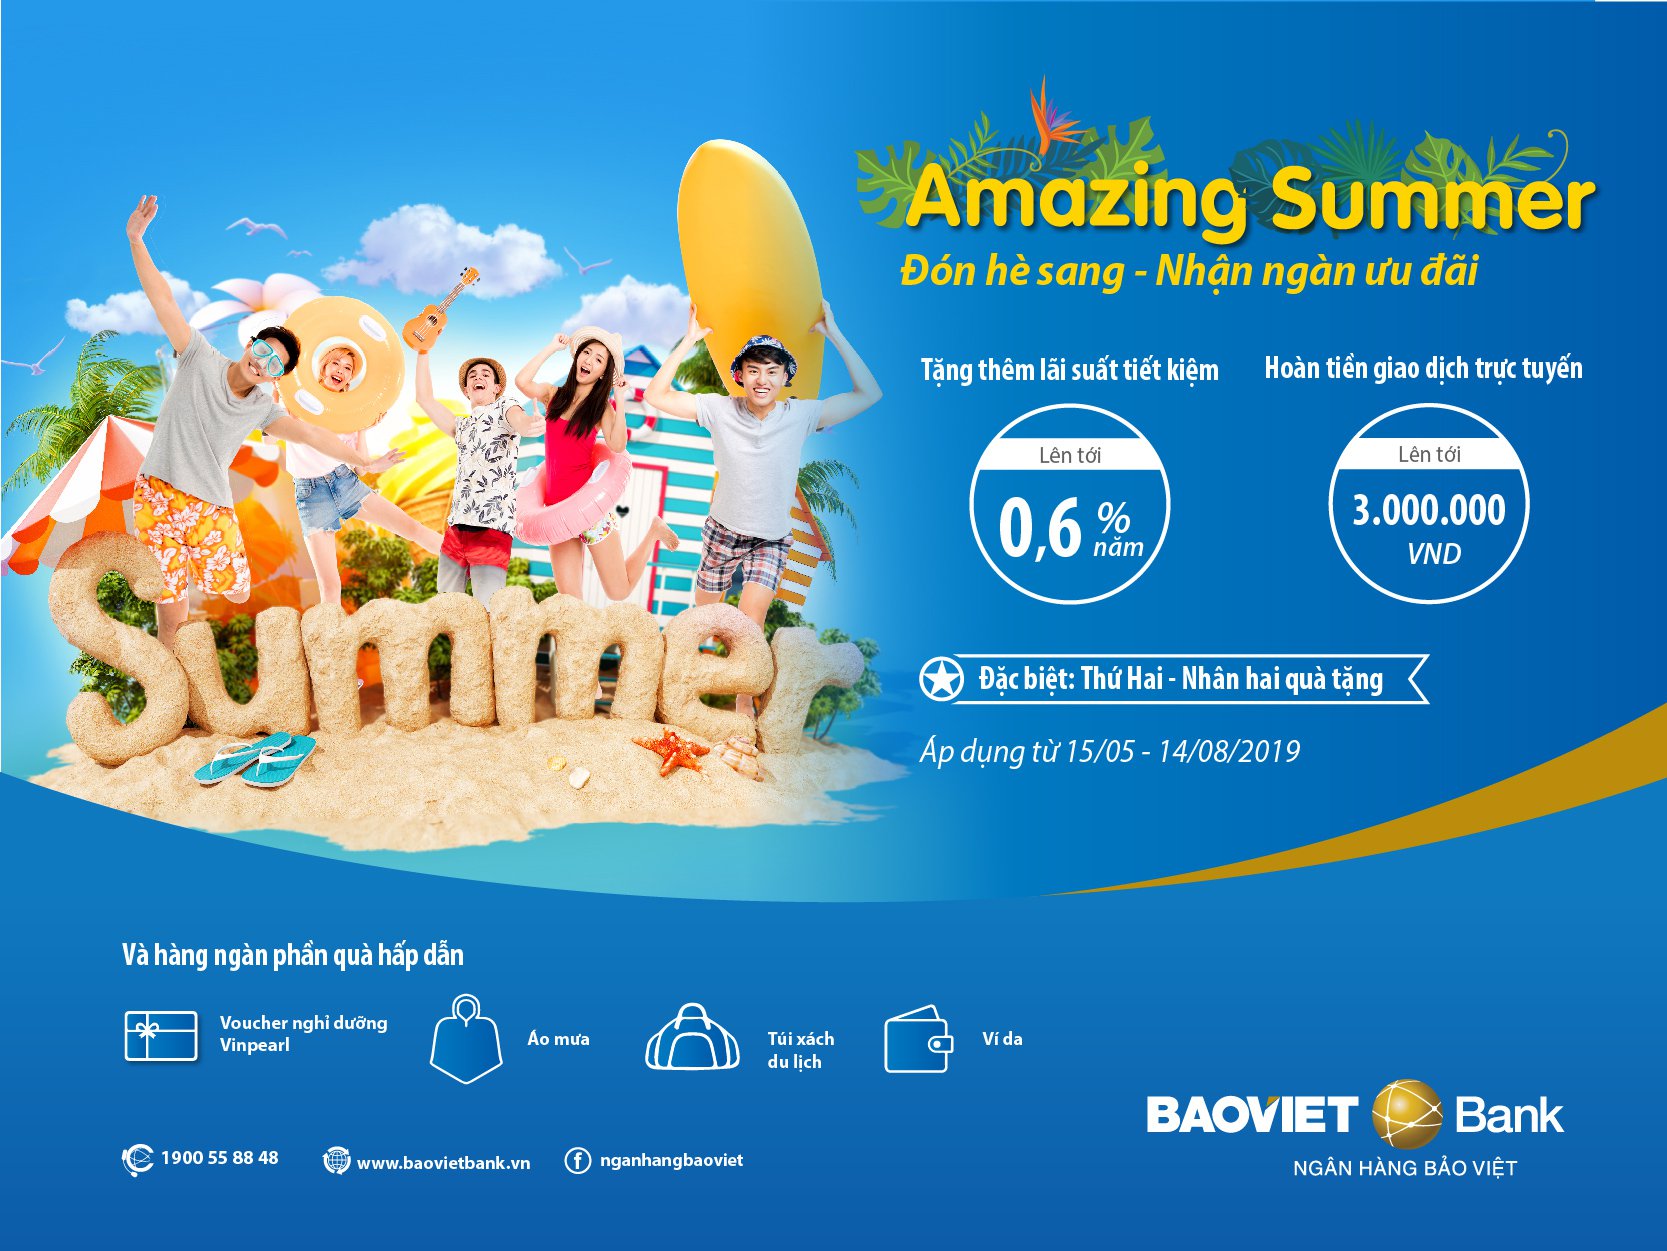 Amazing Summer
Đón hè sang - Nhận ngàn ưu đãi
Tặng thêm lãi suất tiết kiệm
Lên tới
0,6 %
năm
Hoàn tiền giao dịch trực tuyến
Lên tới
3.000.000
VND
Đặc biệt: Thứ Hai - Nhân hai quà tặng
Áp dụng từ 15/05 - 14/08/2019
Summer
Và hàng ngàn phần quà hấp dẫn
Voucher nghỉ dưỡng
Vinpearl
Áo mưa
Túi xách
du lịch
Ví da
1900 55 88 48
www.baovietbank.vn
f nganhangbaoviet
BAOVIET Bank
NGÂN HÀNG BẢO VIỆT